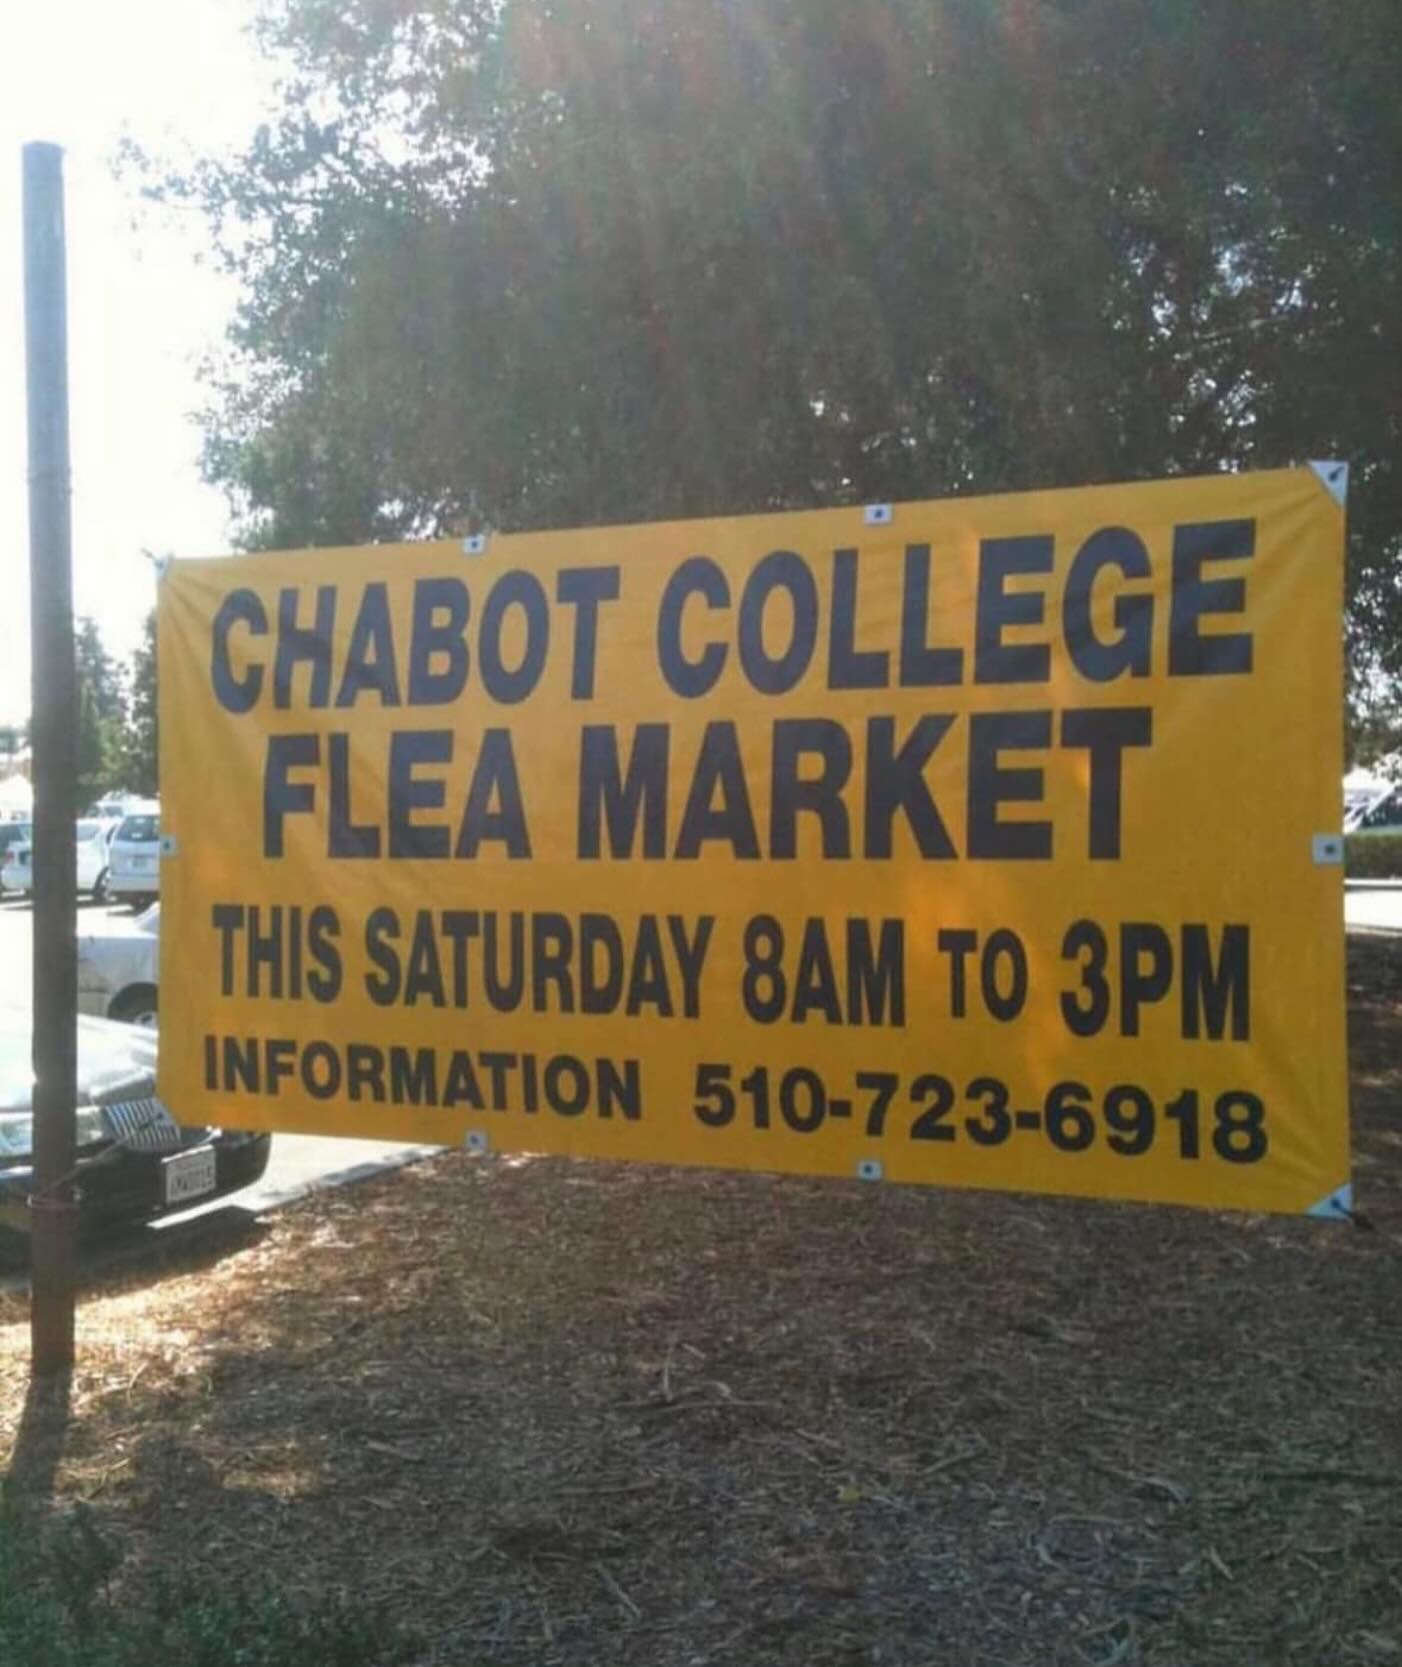 CHABOT COLLEGE
FLEA MARKET
THIS SATURDAY 8AM TO 3PM
INFORMATION 510-723-6918